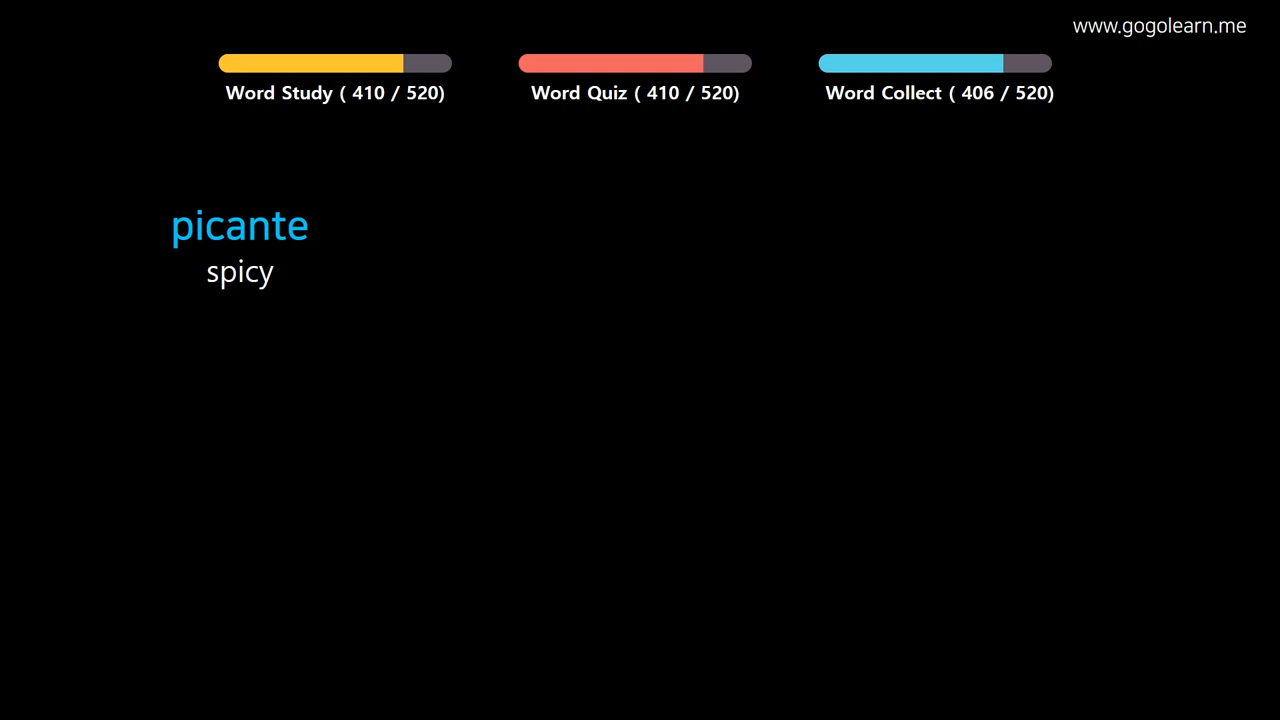 www.gogolearn.me
Word Study ( 410 / 520)
Word Quiz ( 410 / 520)
Word Collect ( 406 / 520)
picante
spicy